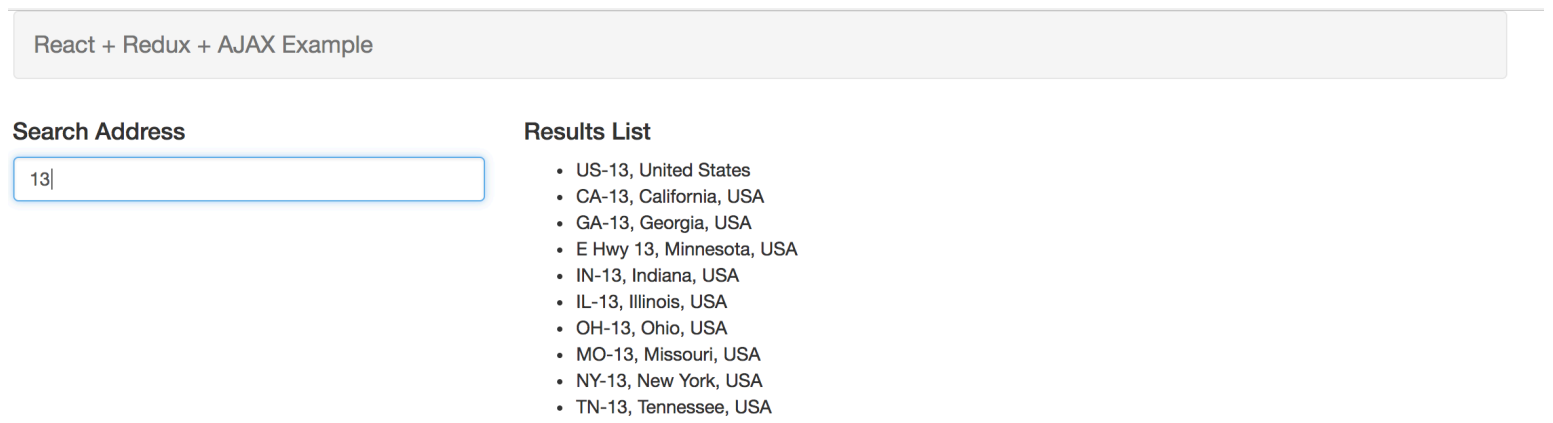 React + Redux + AJAX Example
Search Address
13
Results List
US-13, United States
CA-13, California, USA
GA-13, Georgia, USA
E Hwy 13, Minnesota, USA
IN-13, Indiana, USA
IL-13, Illinois, USA
OH-13, Ohio, USA
MO-13, Missouri, USA
NY-13, New York, USA
TN-13, Tennessee, USA